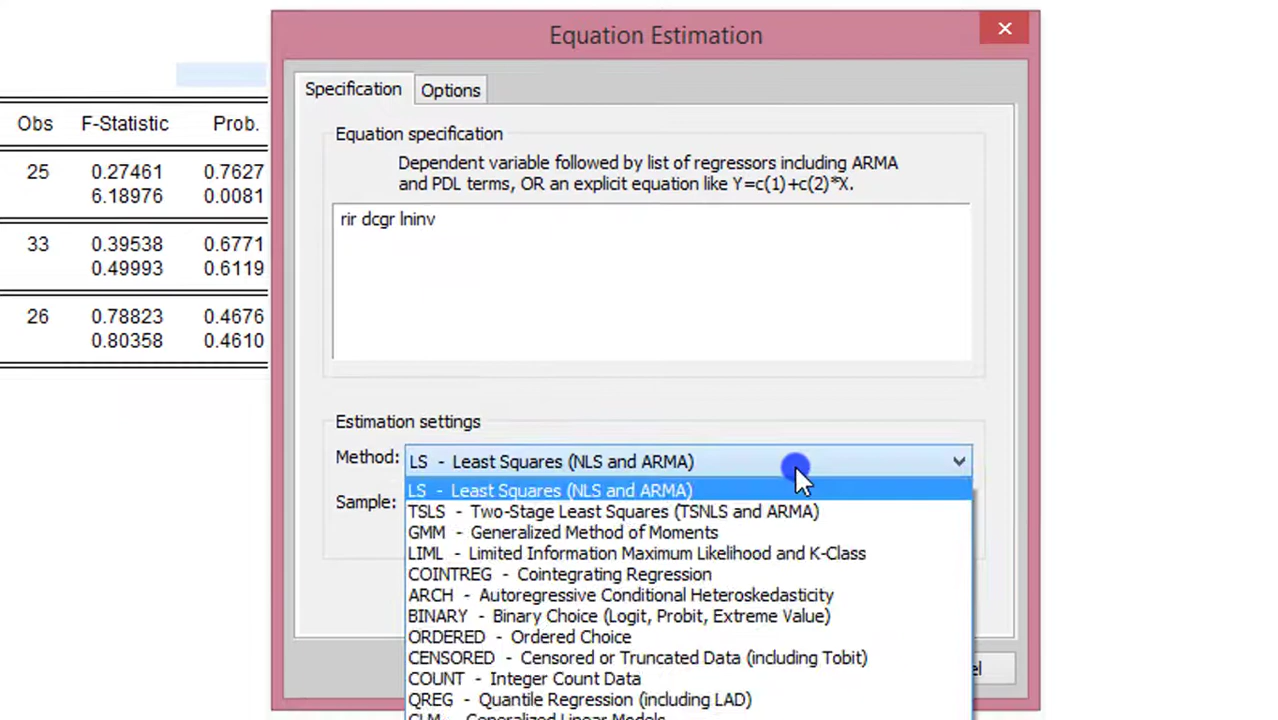 Equation Estimation
Specification
Options
Obs F-Statistic Prob.
25 0.27461 0.7627
6.18976 0.0081
33 0.39538 0.6771
0.49993 0.6119
26 0.78823 0.4676
0.80358 0.4610
Equation specification
Dependent variable followed by list of regressors including ARMA
and PDL terms, OR an explicit equation like Y=c(1)+c(2)*X.
rir dcgr lninv
Estimation settings
Method: LS - Least Squares (NLS and ARMA)
Sample:
LS - Least Squares (NLS and ARMA)
TSLS - Two-Stage Least Squares (TSNLS and ARMA)
GMM - Generalized Method of Moments
LIML - Limited Information Maximum Likelihood and K-Class
COINTREG - Cointegrating Regression
ARCH - Autoregressive Conditional Heteroskedasticity
BINARY - Binary Choice (Logit, Probit, Extreme Value)
ORDERED - Ordered Choice
CENSORED - Censored or Truncated Data (including Tobit)
COUNT - Integer Count Data
QREG - Quantile Regression (including LAD)
GLM - Generalized Linear Models